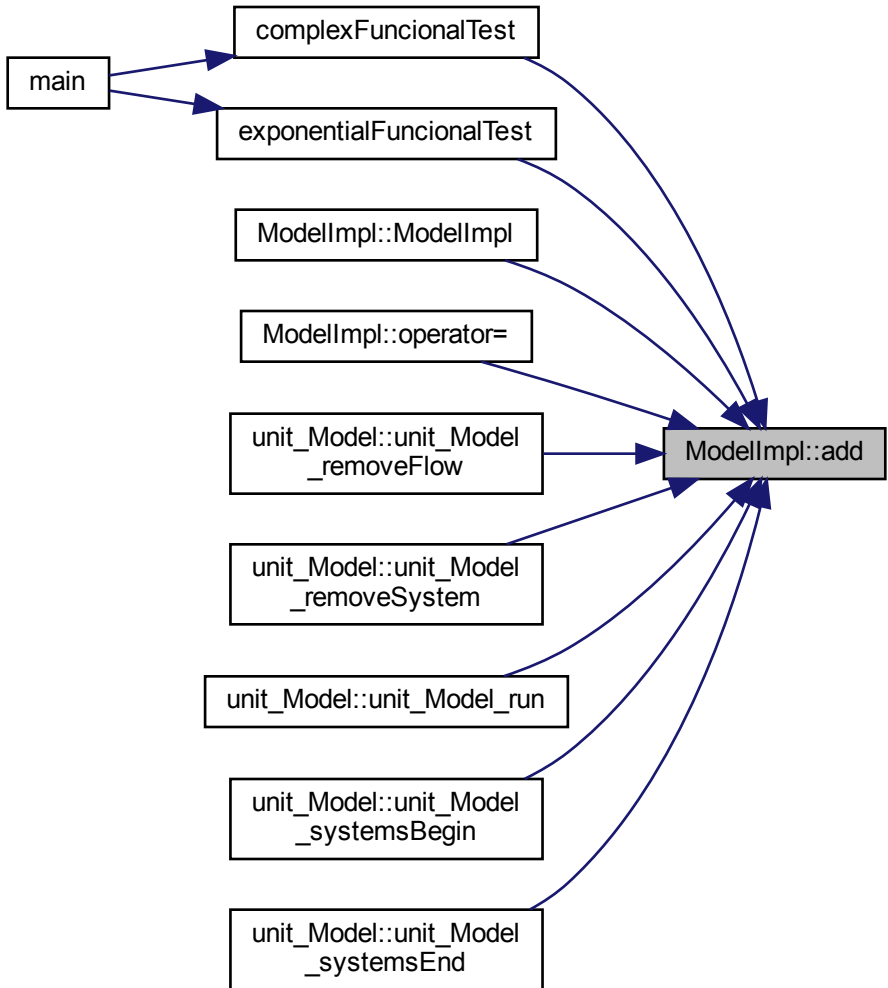 complexFuncionalTest
main
exponentialFuncionalTest
ModelImpl::ModelImpl
ModelImpl::operator=
unit_Model::unit_Model
_removeFlow
ModelImpl::add
unit_Model::unit_Model
_removeSystem
unit_Model::unit_Model_run
unit_Model::unit_Model
_systemsBegin
unit_Model::unit_Model
_systemsEnd